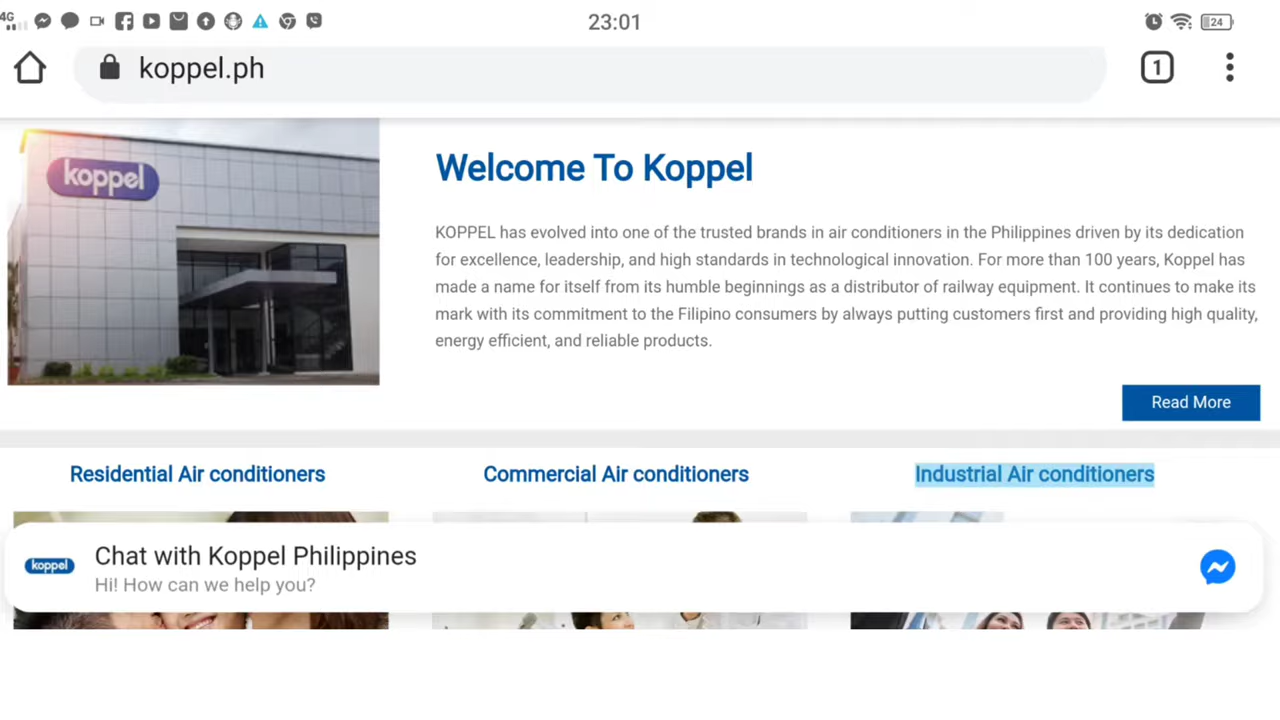 4G
23:01
24
koppel.ph
1
koppel
Welcome To Koppel
KOPPEL has evolved into one of the trusted brands in air conditioners in the Philippines driven by its dedication
for excellence, leadership, and high standards in technological innovation. For more than 100 years, Koppel has
made a name for itself from its humble beginnings as a distributor of railway equipment. It continues to make its
mark with its commitment to the Filipino consumers by always putting customers first and providing high quality,
energy efficient, and reliable products.
Read More
Residential Air conditioners
Commercial Air conditioners
Industrial Air conditioners
koppel
Chat with Koppel Philippines
Hi! How can we help you?